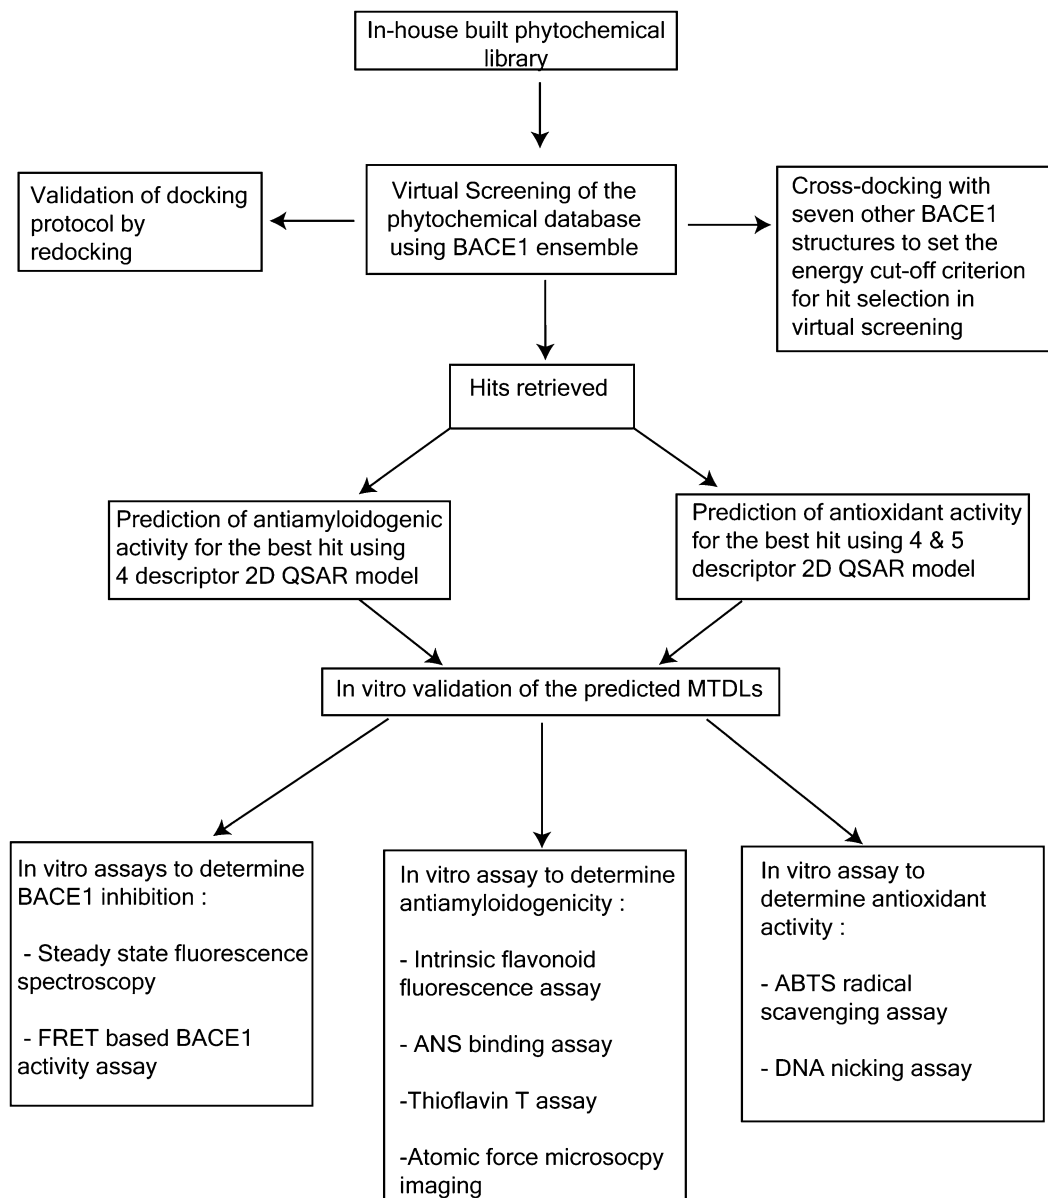 In-house built phytochemical
library
Validation of docking
protocol by
redocking
Virtual Screening of the
phytochemical database
using BACE1 ensemble
Cross-docking with
seven other BACE1
structures to set the
energy cut-off criterion
for hit selection in
virtual screening
Hits retrieved
Prediction of antiamyloidogenic
activity for the best hit using
4 descriptor 2D QSAR model
Prediction of antioxidant activity
for the best hit using 4 & 5
descriptor 2D QSAR model
In vitro validation of the predicted MTDLs
In vitro assays to determine
BACE1 inhibition :
- Steady state fluorescence
spectroscopy
- FRET based BACE1
activity assay
In vitro assay to determine
antiamyloidogenicity :
- Intrinsic flavonoid
fluorescence assay
- ANS binding assay
-Thioflavin T assay
-Atomic force microsocpy
imaging
In vitro assay to
determine antioxidant
activity :
- ABTS radical
scavenging assay
- DNA nicking assay